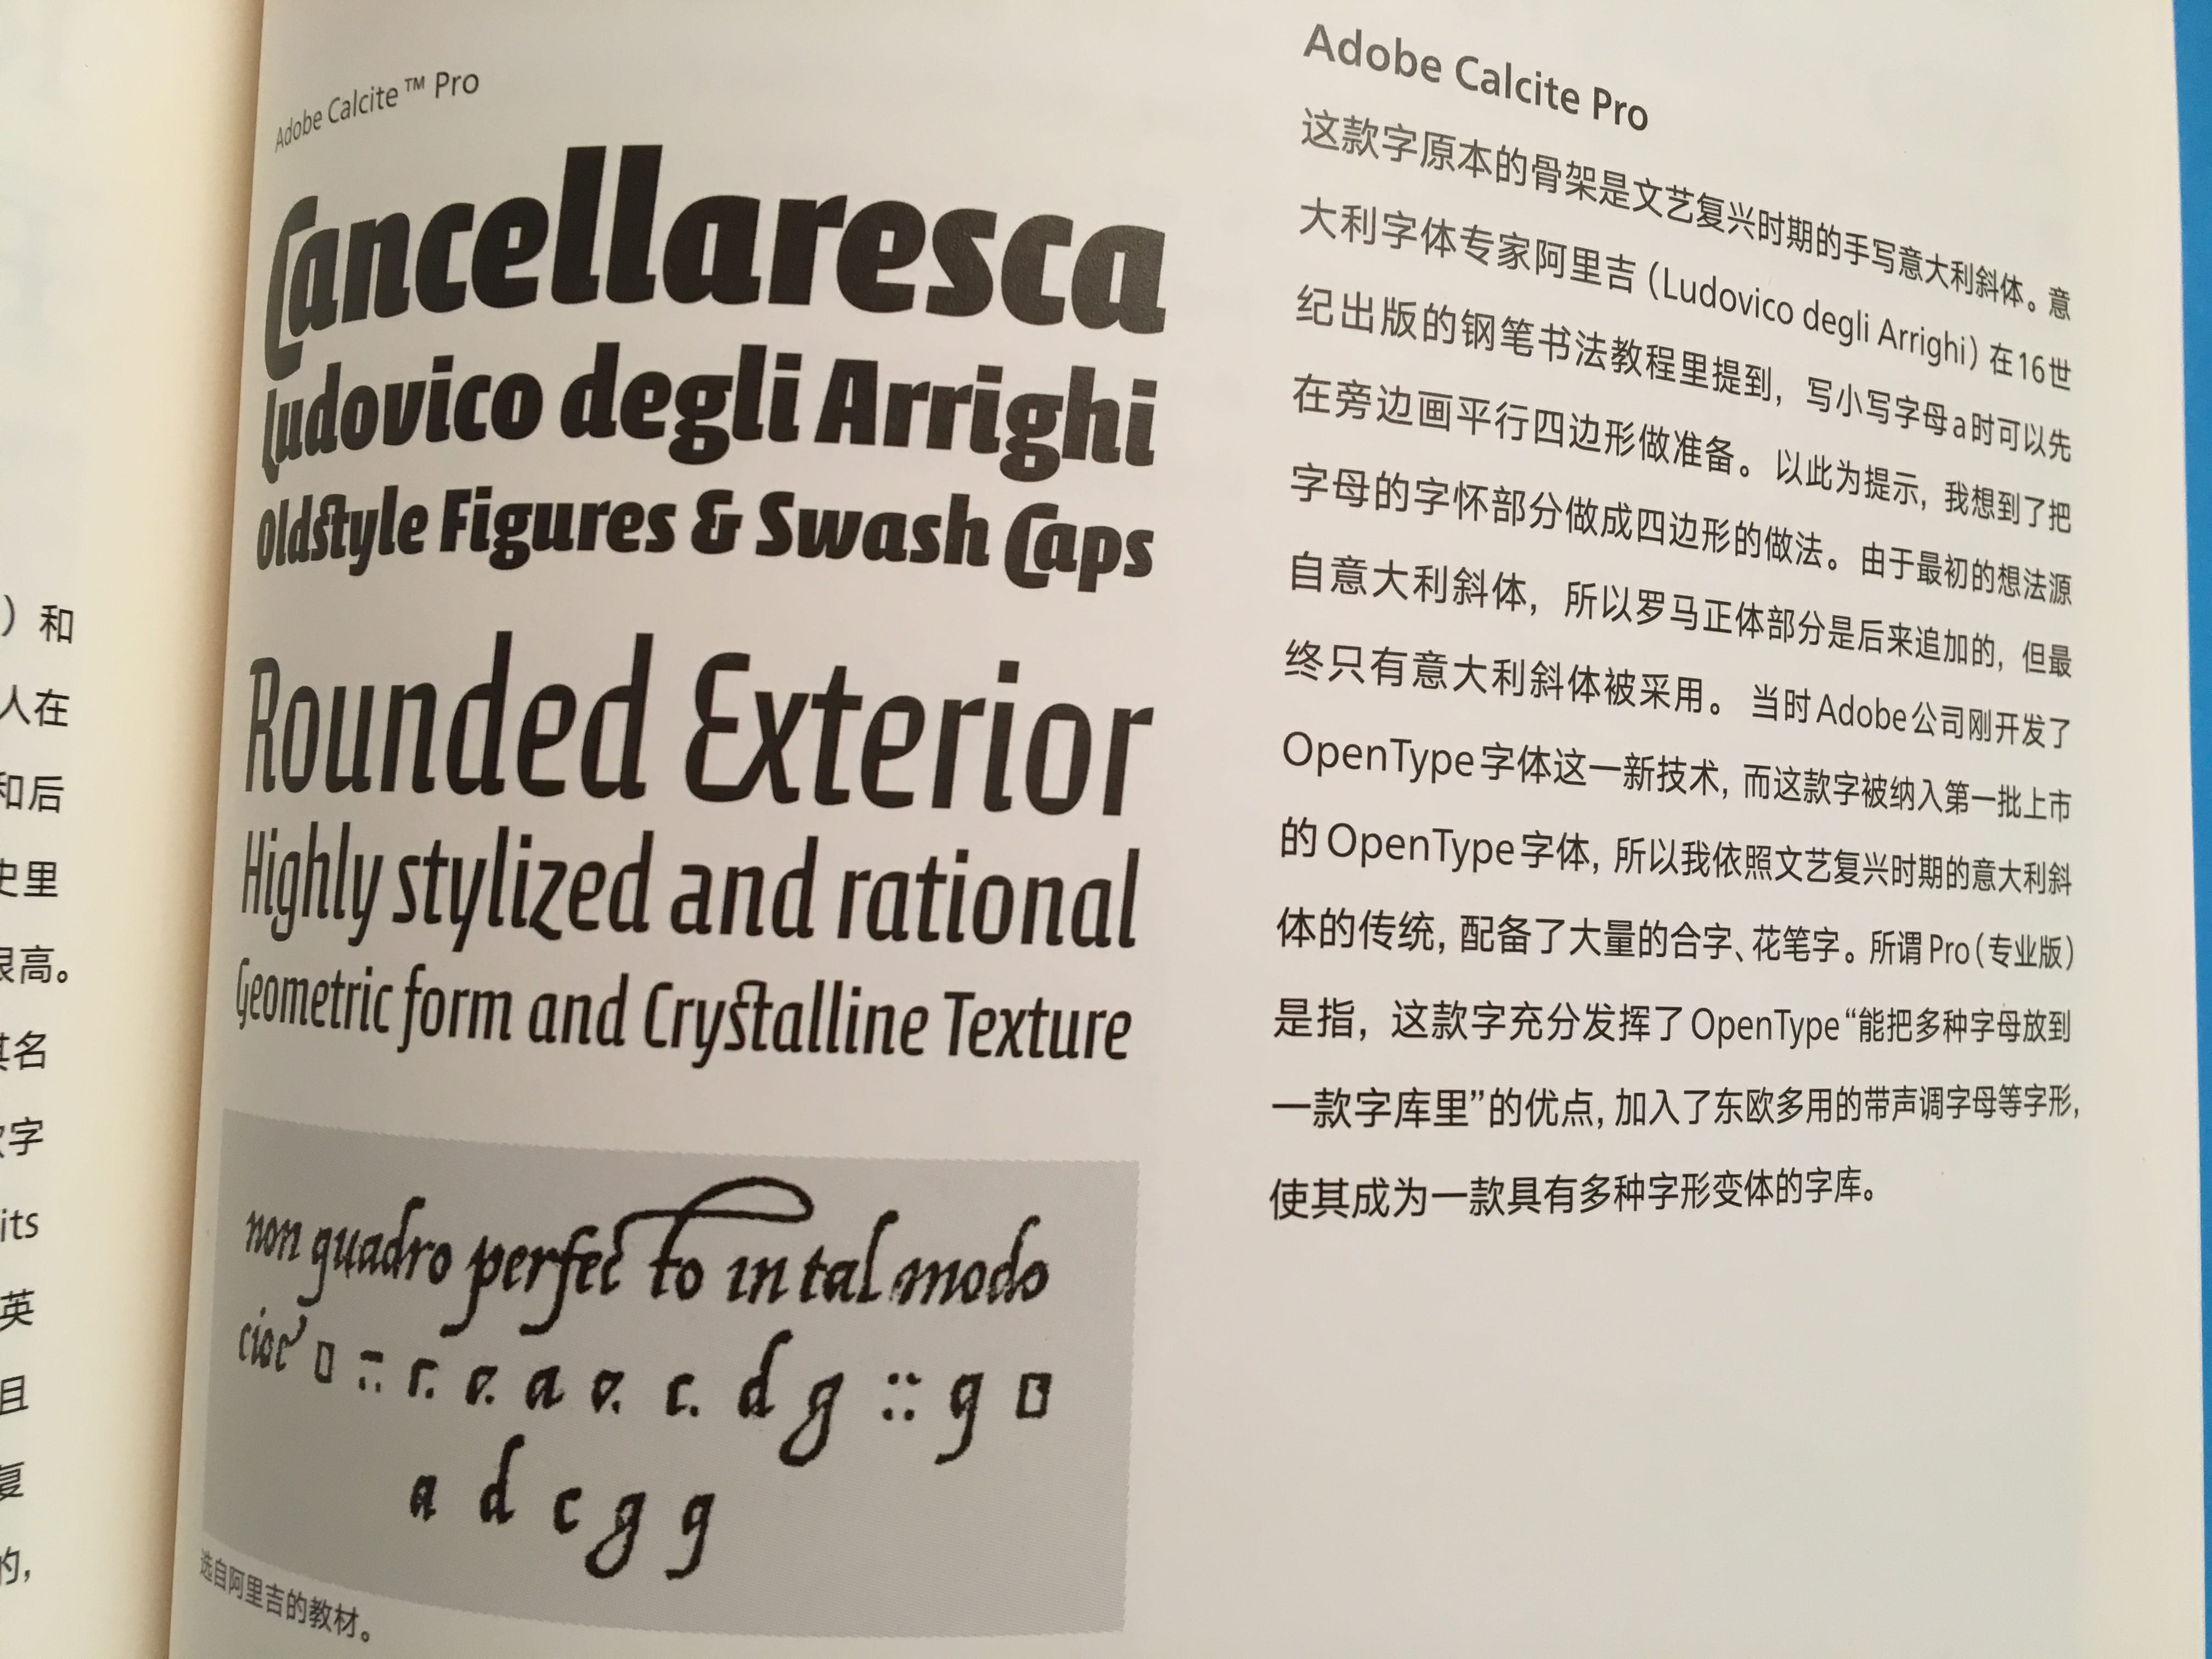 ）和
人在
和后
史里
很高。
其名
字
its
英
且
复
的，
Adobe Calcite™ Pro
Cancellaresca
Ludovico degli Arrighi
Oldstyle Figures & Swash Caps
Rounded Exterior
Highly stylized and rational
Geometric form and Crystalline Texture
non quadro perfecto in tal modo
cioe' a c d g g
a d c g g
选自阿里吉的教材。
Adobe Calcite Pro
这款字原本的骨架是文艺复兴时期的手写意大利斜体。意
大利字体专家阿里吉（Ludovico degli Arrighi）在16世
纪出版的钢笔书法教程里提到，写小写字母a时可以先
在旁边画平行四边形做准备。以此为提示，我想到了把
字母的字怀部分做成四边形的做法。由于最初的想法源
自意大利斜体，所以罗马正体部分是后来追加的，但最
终只有意大利斜体被采用。当时Adobe公司刚开发了
OpenType字体这一新技术，而这款字被纳入第一批上市
的OpenType字体，所以我依照文艺复兴时期的意大利斜
体的传统，配备了大量的合字、花笔字。所谓Pro（专业版）
是指，这款字充分发挥了OpenType“能把多种字母放到
一款字库里”的优点，加入了东欧多用的带声调字母等字形，
使其成为一款具有多种字形变体的字库。